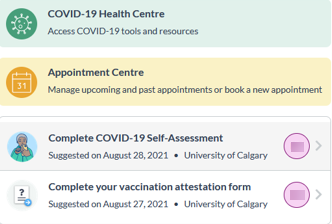 COVID-19 Health Centre
Access COVID-19 tools and resources
Appointment Centre
31
Manage upcoming and past appointments or book a new appointment
Complete COVID-19 Self-Assessment
Suggested on August 28, 2021 • University of Calgary
Complete your vaccination attestation form
?
Suggested on August 27, 2021 • University of Calgary